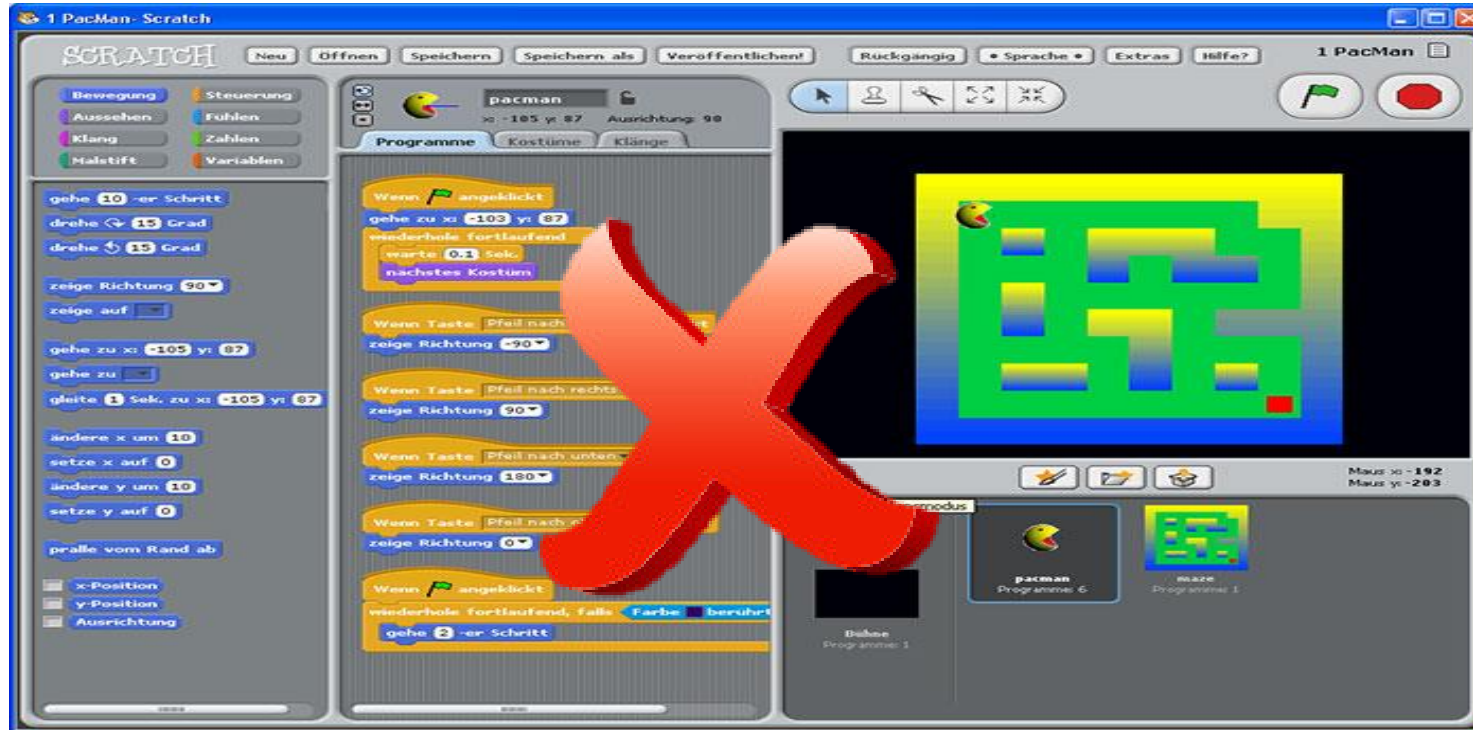 1 PacMan- Scratch
SCRATCH Neu Öffnen Speichern Speichern als Veröffentlichen! Rückgängig • Sprache • Extras Hilfe? 1 PacMan
Bewegung Steuerung
Aussehen Fühlen
Klang Zahlen
Malstift Variablen
gehe 10 -er Schritt
drehe 15 Grad
drehe 15 Grad
zeige Richtung 90
zeige auf
gehe zu x: -105 y: 87
gehe zu
gleite 1 Sek. zu x: -105 y: 87
ändere x um 10
setze x auf 0
ändere y um 10
setze y auf 0
pralle vom Rand ab
x-Position
y-Position
Ausrichtung
pacman
x: -105 y: 87 Ausrichtung: 90
Programme Kostüme Klänge
Wenn angeklickt
gehe zu x: -103 y: 87
wiederhole fortlaufend
warte 0.1 Sek.
nächstes Kostüm
Wenn Taste Pfeil nach
zeige Richtung -90
Wenn Taste Pfeil nach rechts
zeige Richtung 90
Wenn Taste Pfeil nach unten
zeige Richtung 180
Wenn Taste Pfeil nach
zeige Richtung 0
Wenn angeklickt
wiederhole fortlaufend, falls Farbe berührt
gehe 2 -er Schritt
Maus x: -192
Maus y: -203
Bühne
Programme: 1
pacman
Programme: 6
maze
Programme: 1